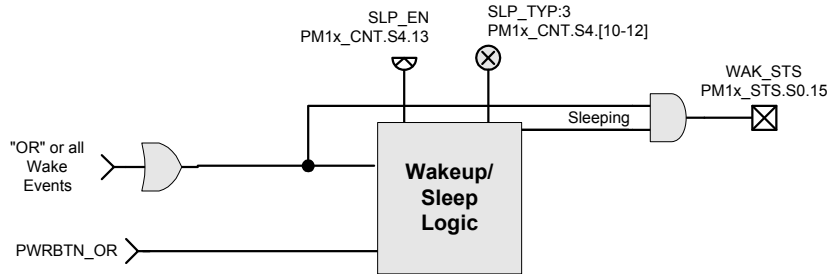 SLP_EN
PM1x_CNT.S4.13
SLP_TYP:3
PM1x_CNT.S4.[10-12]
WAK_STS
PM1x_STS.S0.15
Sleeping
"OR" or all
Wake
Events
Wakeup/
Sleep
Logic
PWRBTN_OR